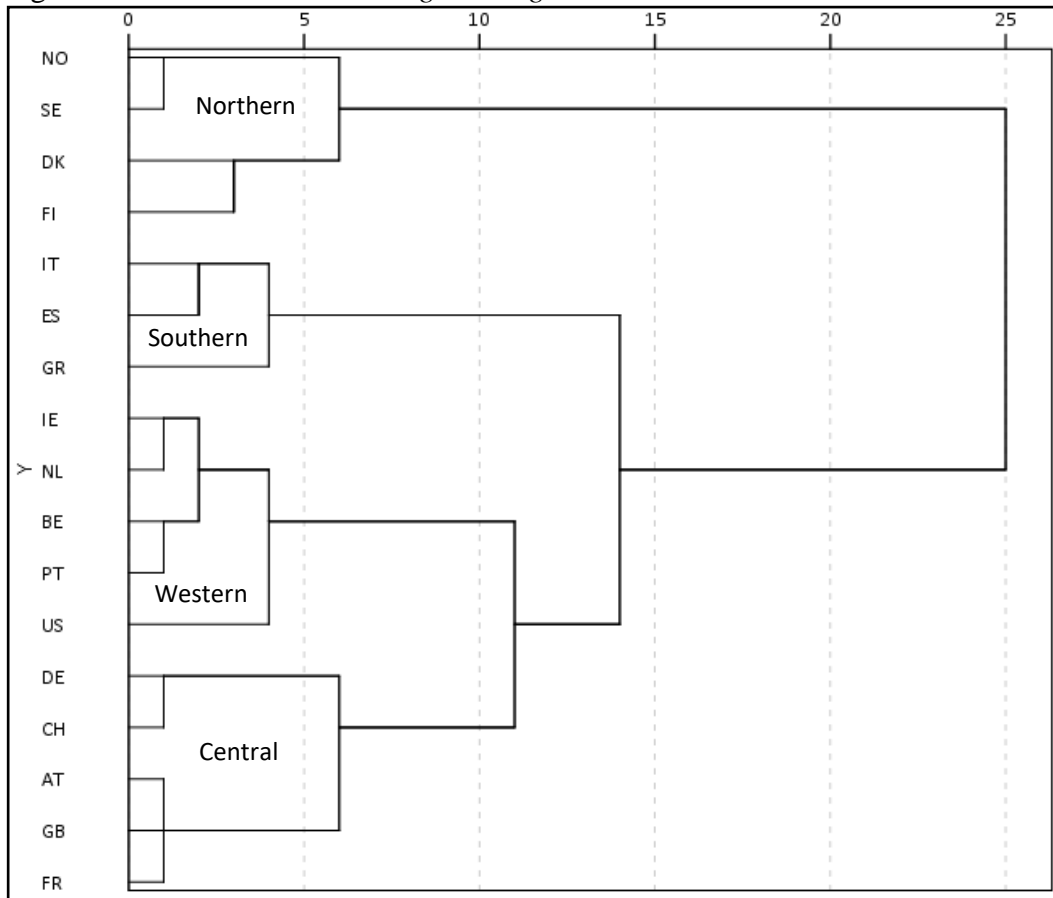 0 5 10 15 20 25
NO
SE Northern
DK
FI
IT
ES
Southern
GR
IE
Y NL
BE
PT
Western
US
DE
CH
Central
AT
GB
FR